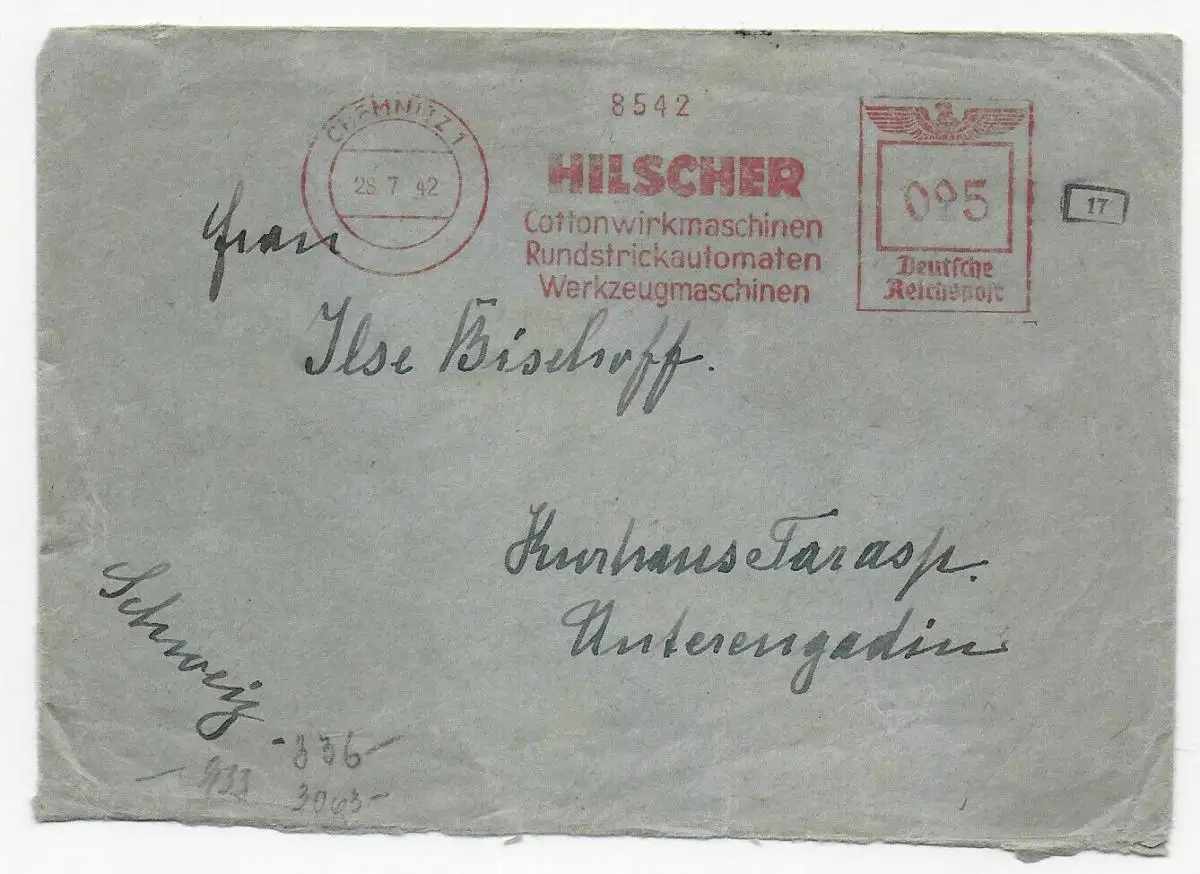 CHEMNITZ 1
28 7 42
8542
HILSCHER
Cottonwirkmaschinen
Rundstrickautomaten
Werkzeugmaschinen
025
Deutsche
Reichspost
17
Frau
Ilse Bischoff.
Kurhaus Tarasp.
Unterengadin
Schweiz
-336-
3063-